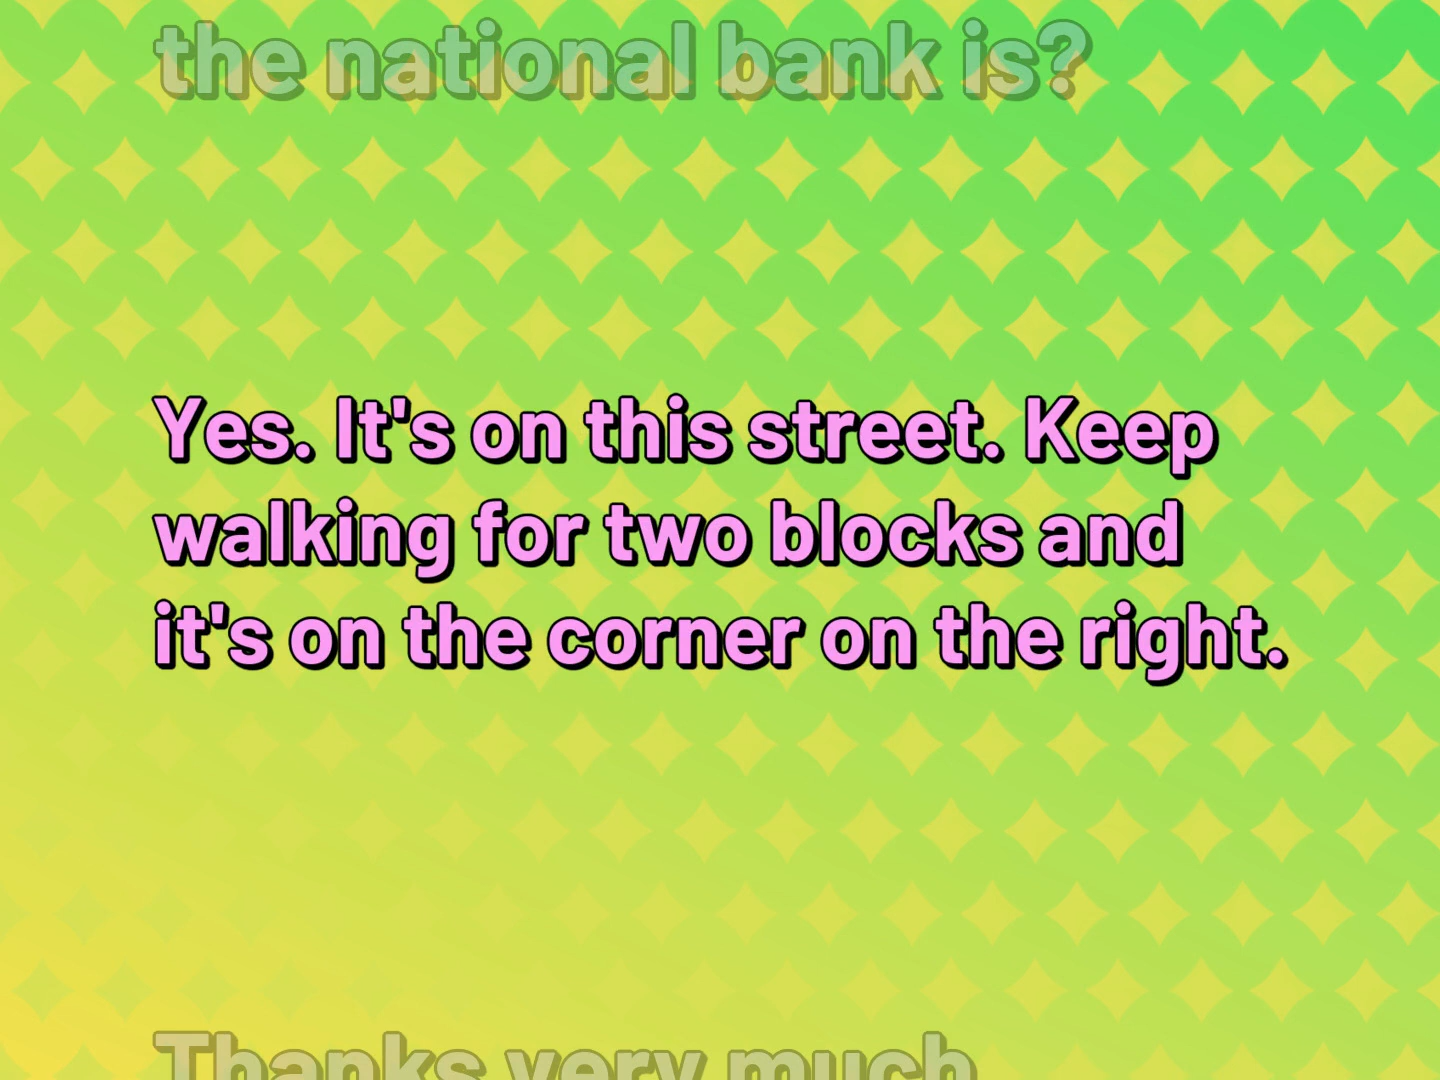 the national bank is?
Yes. It's on this street. Keep
walking for two blocks and
it's on the corner on the right.
Thanks very much